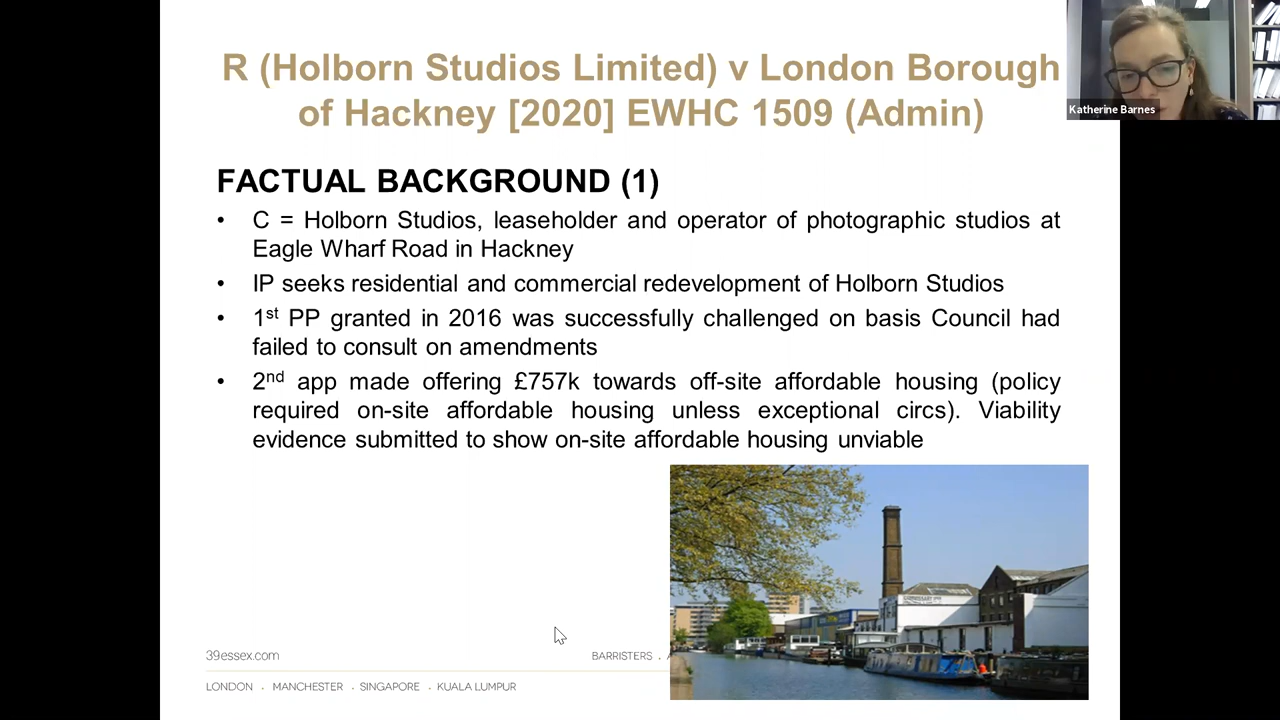 R (Holborn Studios Limited) v London Borough
of Hackney [2020] EWHC 1509 (Admin)
Katherine Barnes
FACTUAL BACKGROUND (1)
• C = Holborn Studios, leaseholder and operator of photographic studios at
Eagle Wharf Road in Hackney
• IP seeks residential and commercial redevelopment of Holborn Studios
• 1st PP granted in 2016 was successfully challenged on basis Council had
failed to consult on amendments
• 2nd app made offering £757k towards off-site affordable housing (policy
required on-site affordable housing unless exceptional circs). Viability
evidence submitted to show on-site affordable housing unviable
39essex.com
BARRISTERS .
LONDON . MANCHESTER . SINGAPORE . KUALA LUMPUR